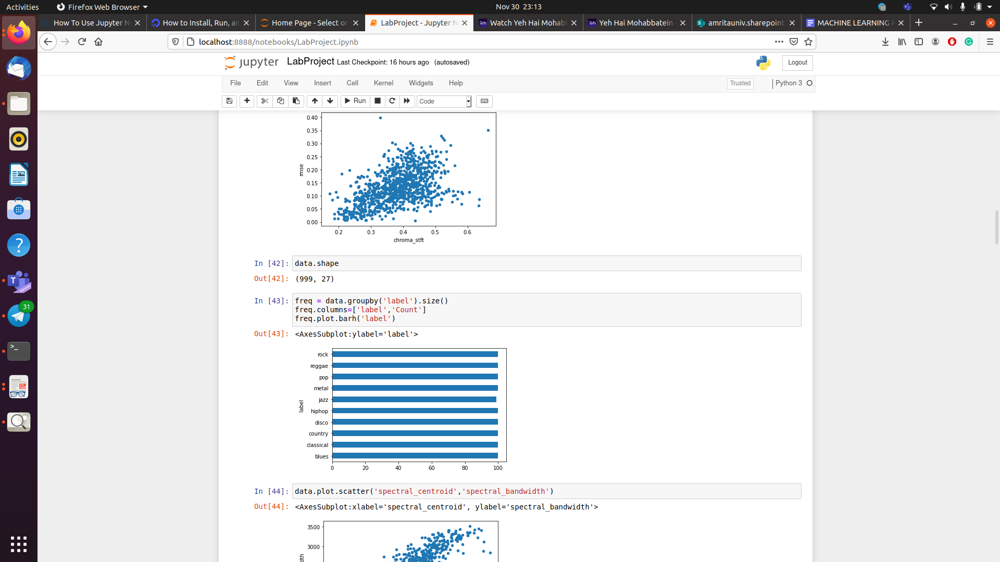 Activities
Firefox Web Browser
Nov 30 23:13
How To Use Jupyter N
How to Install, Run, an
Home Page - Select or
LabProject - Jupyter N
Watch Yeh Hai Mohabb
Yeh Hai Mohabbatein
amritauniv.sharepoint.
MACHINE LEARNING P
localhost:8888/notebooks/LabProject.ipynb
jupyter
LabProject
Last Checkpoint: 16 hours ago (autosaved)
Logout
File
Edit
View
Insert
Cell
Kernel
Widgets
Help
Trusted
Python 3
Run
Code
0.40
0.35
0.30
0.25
0.20
0.15
0.10
0.05
0.00
rmse
0.2
0.3
0.4
0.5
0.6
chroma_stft
In [42]:
data.shape
Out[42]:
(999, 27)
In [43]:
freq = data.groupby('label').size()
freq.columns=['label','Count']
freq.plot.barh('label')
Out[43]:
<AxesSubplot:ylabel='label'>
rock
reggae
pop
metal
jazz
hiphop
disco
country
classical
blues
label
0
20
40
60
80
100
In [44]:
data.plot.scatter('spectral_centroid','spectral_bandwidth')
Out[44]:
<AxesSubplot:xlabel='spectral_centroid', ylabel='spectral_bandwidth'>
3500
3000
dth
31
T
PREVIEW
>_